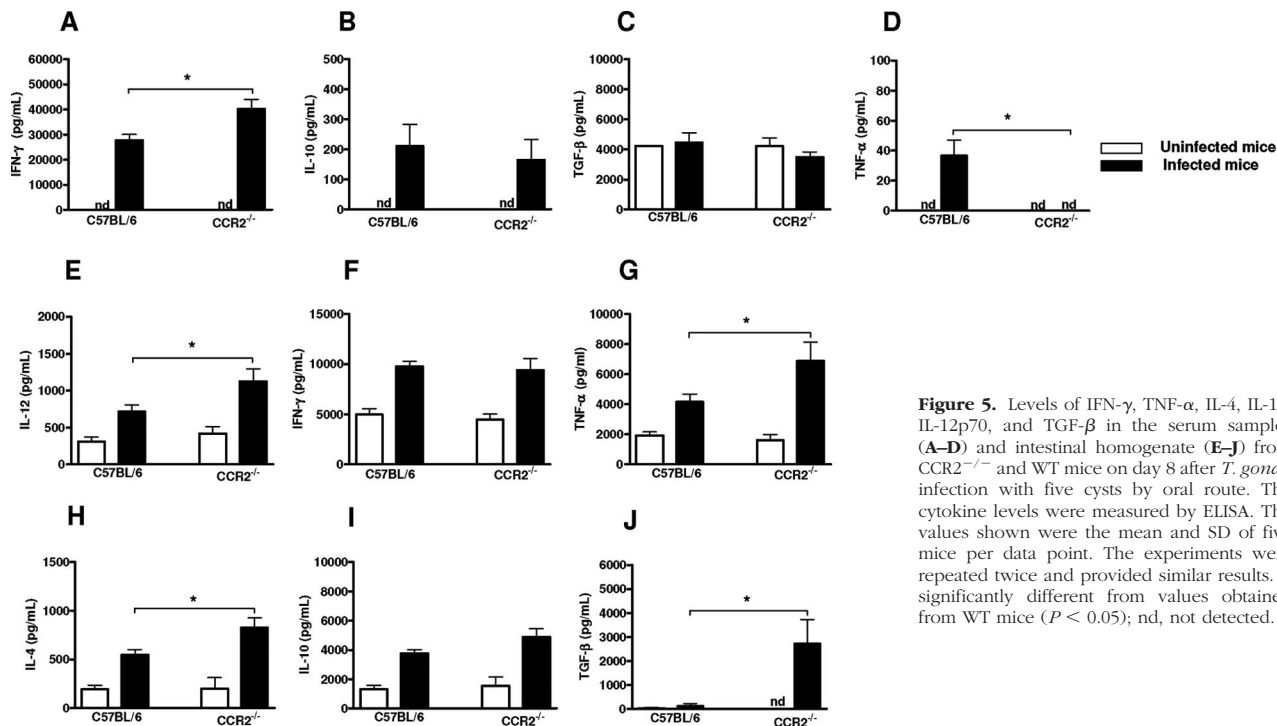 A
IFN-γ (pg/mL)
60000
50000
40000
30000
20000
10000
0
*
nd
nd
C57BL/6
CCR2-/-
B
IL-10 (pg/mL)
500
400
300
200
100
0
nd
nd
C57BL/6
CCR2-/-
C
TGF-β (pg/mL)
10000
8000
6000
4000
2000
0
C57BL/6
CCR2-/-
D
TNF-α (pg/mL)
100
80
60
40
20
0
*
nd
nd
nd
C57BL/6
CCR2-/-
Uninfected mice
Infected mice
E
IL-12 (pg/mL)
2000
1500
1000
500
0
*
C57BL/6
CCR2-/-
F
IFN-γ (pg/mL)
15000
10000
5000
0
C57BL/6
CCR2-/-
G
TNF-α (pg/ml)
10000
8000
6000
4000
2000
0
*
C57BL/6
CCR2-/-
H
IL-4 (pg/mL)
1500
1000
500
0
*
C57BL/6
CCR2-/-
I
IL-10 (pg/mL)
10000
8000
6000
4000
2000
0
C57BL/6
CCR2-/-
J
TGF-β (pg/mL)
6000
5000
4000
3000
2000
1000
0
*
nd
C57BL/6
CCR2-/-
Figure 5. Levels of IFN-γ, TNF-α, IL-4, IL-1
IL-12p70, and TGF-β in the serum sample
(A–D) and intestinal homogenate (E–J) fro
CCR2−/− and WT mice on day 8 after T. gond
infection with five cysts by oral route. Th
cytokine levels were measured by ELISA. Th
values shown were the mean and SD of fiv
mice per data point. The experiments wer
repeated twice and provided similar results.
significantly different from values obtaine
from WT mice (P < 0.05); nd, not detected.